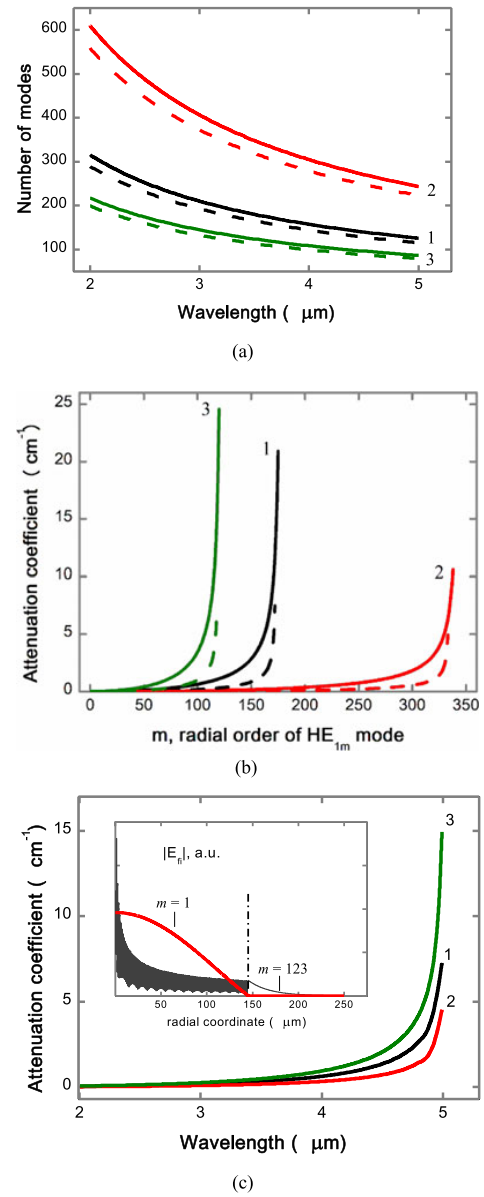 600
500
400
300
200
100
Number of modes
2
1
3
2 3 4 5
Wavelength ( μm)
(a)
25
20
15
10
5
0
Attenuation coefficient ( cm-1)
3
1
2
0 50 100 150 200 250 300 350
m, radial order of HE1m mode
(b)
15
10
5
0
Attenuation coefficient ( cm-1)
|Efi|, a.u.
m = 1
m = 123
50 100 150 200 250
radial coordinate ( μm)
3
1
2
2 3 4 5
Wavelength ( μm)
(c)